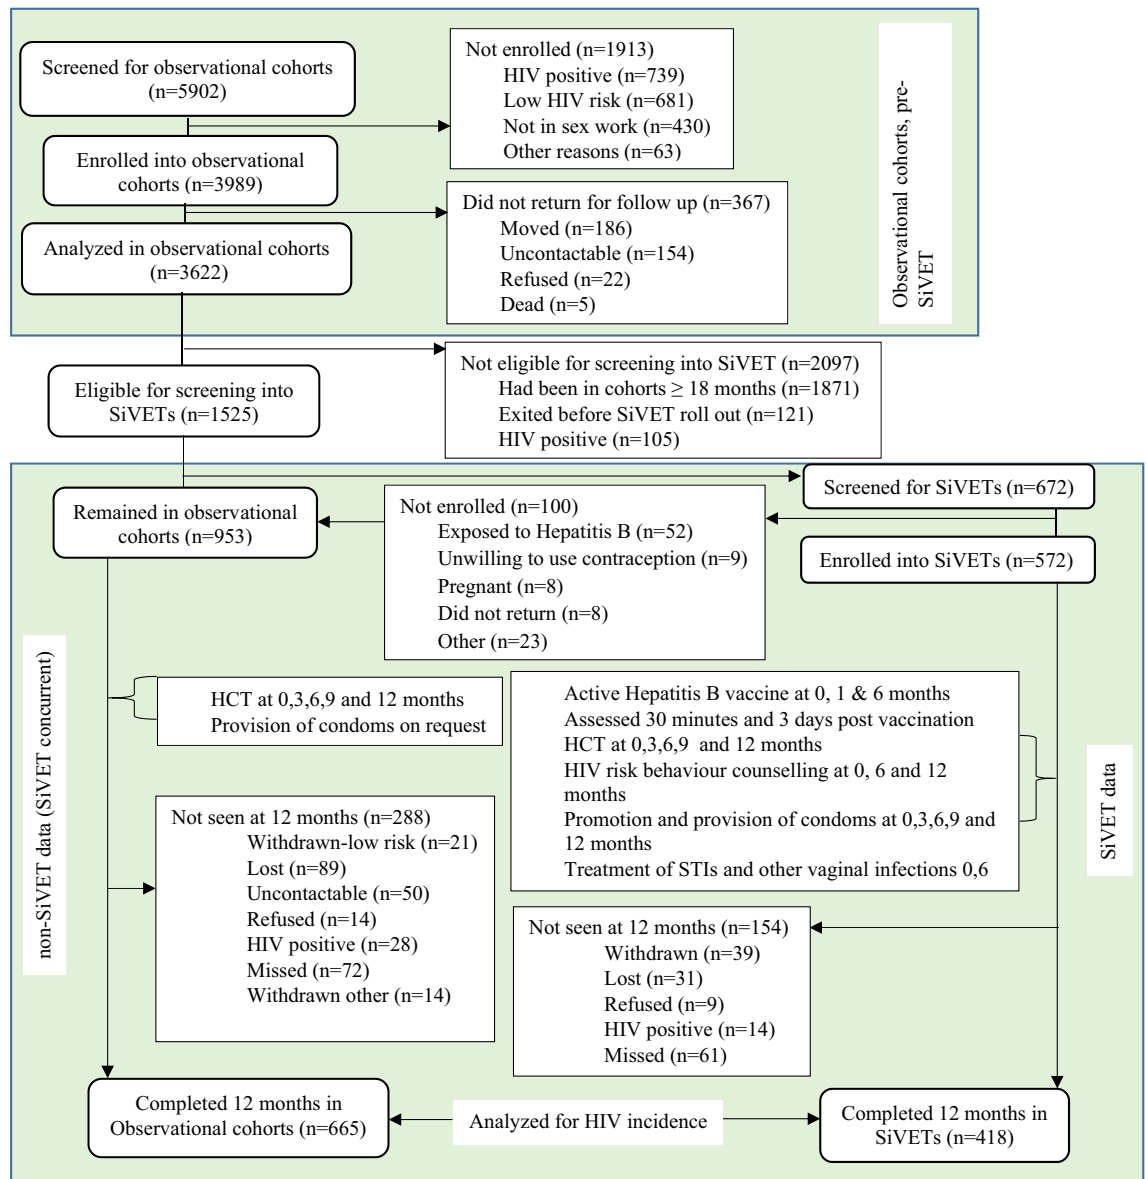 Screened for observational cohorts
(n=5902)
Not enrolled (n=1913)
HIV positive (n=739)
Low HIV risk (n=681)
Not in sex work (n=430)
Other reasons (n=63)
Enrolled into observational
cohorts (n=3989)
Did not return for follow up (n=367)
Moved (n=186)
Uncontactable (n=154)
Refused (n=22)
Dead (n=5)
Analyzed in observational cohorts
(n=3622)
Observational cohorts, pre-
SiVET
Not eligible for screening into SiVET (n=2097)
Had been in cohorts ≥ 18 months (n=1871)
Exited before SiVET roll out (n=121)
HIV positive (n=105)
Eligible for screening into
SiVETs (n=1525)
Screened for SiVETs (n=672)
Remained in observational
cohorts (n=953)
Not enrolled (n=100)
Exposed to Hepatitis B (n=52)
Unwilling to use contraception (n=9)
Pregnant (n=8)
Did not return (n=8)
Other (n=23)
Enrolled into SiVETs (n=572)
non-SiVET data (SiVET concurrent)
HCT at 0,3,6,9 and 12 months
Provision of condoms on request
Active Hepatitis B vaccine at 0, 1 & 6 months
Assessed 30 minutes and 3 days post vaccination
HCT at 0,3,6,9 and 12 months
HIV risk behaviour counselling at 0, 6 and 12
months
Promotion and provision of condoms at 0,3,6,9 and
12 months
Treatment of STIs and other vaginal infections 0,6
SiVET data
Not seen at 12 months (n=288)
Withdrawn-low risk (n=21)
Lost (n=89)
Uncontactable (n=50)
Refused (n=14)
HIV positive (n=28)
Missed (n=72)
Withdrawn other (n=14)
Not seen at 12 months (n=154)
Withdrawn (n=39)
Lost (n=31)
Refused (n=9)
HIV positive (n=14)
Missed (n=61)
Completed 12 months in
Observational cohorts (n=665)
Analyzed for HIV incidence
Completed 12 months in
SiVETs (n=418)